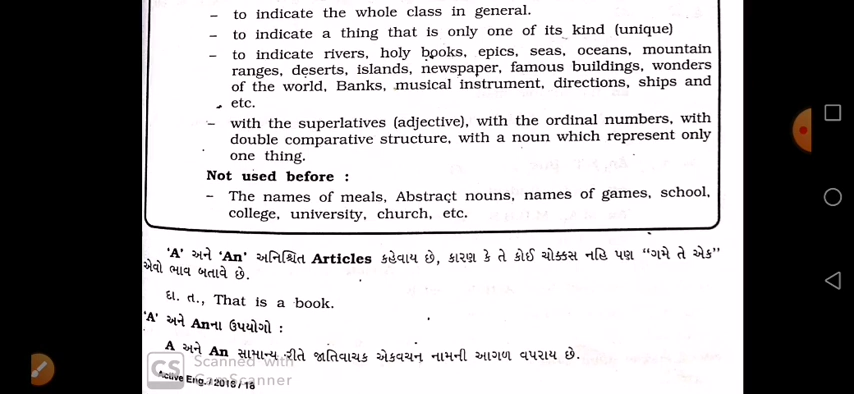 – to indicate the whole class in general.
– to indicate a thing that is only one of its kind (unique)
– to indicate rivers, holy books, epics, seas, oceans, mountain
ranges, deserts, islands, newspaper, famous buildings, wonders
of the world, Banks, musical instrument, directions, ships and
etc.
– with the superlatives (adjective), with the ordinal numbers, with
double comparative structure, with a noun which represent only
one thing.
Not used before :
– The names of meals, Abstract nouns, names of games, school,
college, university, church, etc.
'A' અને 'An' અનિશ્ચિત Articles કહેવાય છે, કારણ કે તે કોઈ ચોક્કસ નહિ પણ “ગમે તે એક”
એવો ભાવ બતાવે છે.
દા. ત., That is a book.
'A' અને Anના ઉપયોગો :
A અને An સામાન્ય રીતે જાતિવાચક એકવચન નામની આગળ વપરાય છે.
CS Scanned with
CamScanner
Active Eng. / 2018 / 18